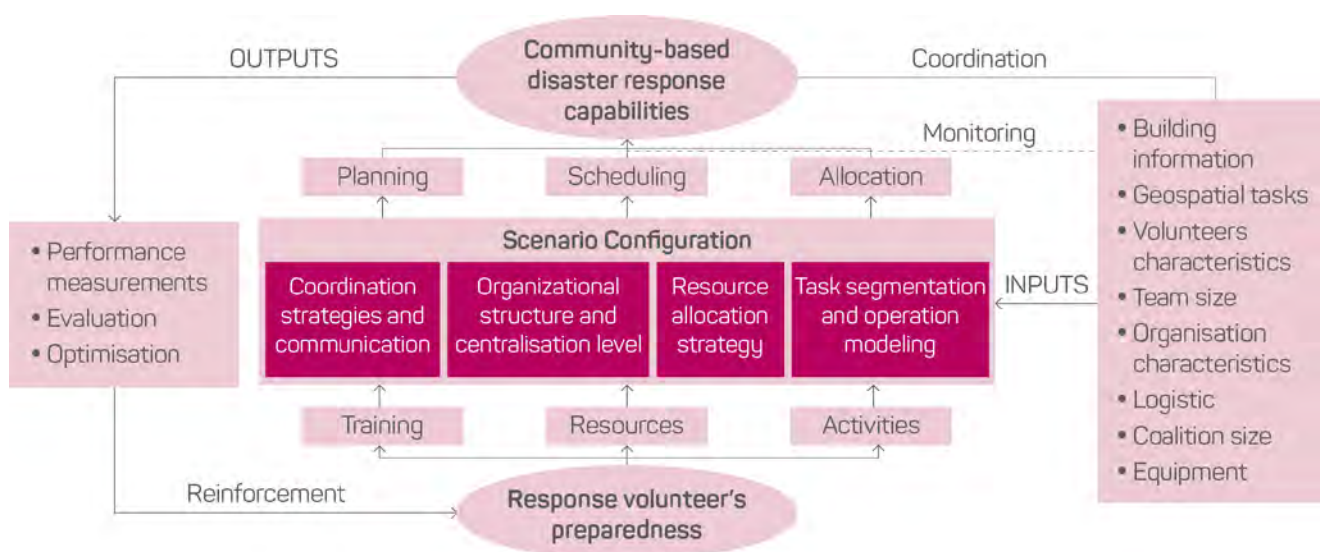 OUTPUTS
Community-based
disaster response
capabilities
Coordination
Monitoring
Planning
Scheduling
Allocation
• Building
information
• Geospatial tasks
• Volunteers
characteristics
• Team size
• Organisation
characteristics
• Logistic
• Coalition size
• Equipment
• Performance
measurements
• Evaluation
• Optimisation
Scenario Configuration
Coordination
strategies and
communication
Organizational
structure and
centralisation level
Resource
allocation
strategy
Task segmentation
and operation
modeling
INPUTS
Training
Resources
Activities
Reinforcement
Response volunteer's
preparedness